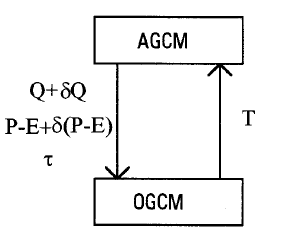 AGCM
Q+δQ
P-E+δ(P-E)
τ
T
OGCM